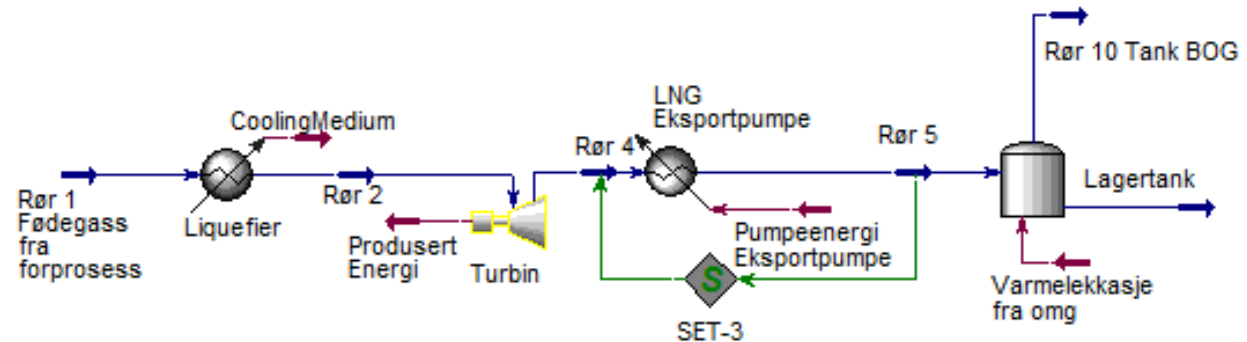 Rør 1
Fødegass
fra
forprosess
CoolingMedium
Liquefier
Rør 2
Produsert
Energi
Turbin
Rør 4
LNG
Eksportpumpe
Rør 5
Pumpeenergi
Eksportpumpe
S
SET-3
Rør 10 Tank BOG
Lagertank
Varmelekkasje
fra omg